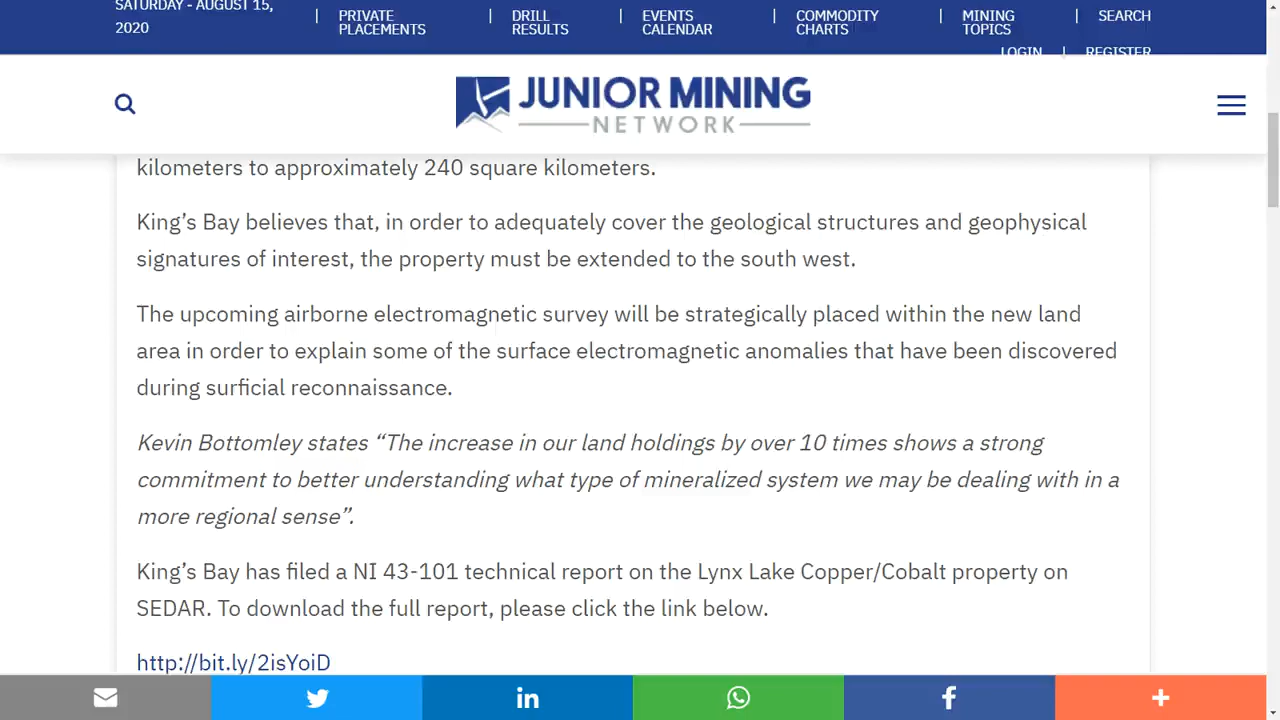 SATURDAY - AUGUST 15,
2020
PRIVATE
PLACEMENTS
DRILL
RESULTS
EVENTS
CALENDAR
COMMODITY
CHARTS
MINING
TOPICS
SEARCH
LOGIN
REGISTER
JUNIOR MINING
NETWORK
kilometers to approximately 240 square kilometers.
King’s Bay believes that, in order to adequately cover the geological structures and geophysical
signatures of interest, the property must be extended to the south west.
The upcoming airborne electromagnetic survey will be strategically placed within the new land
area in order to explain some of the surface electromagnetic anomalies that have been discovered
during surficial reconnaissance.
Kevin Bottomley states “The increase in our land holdings by over 10 times shows a strong
commitment to better understanding what type of mineralized system we may be dealing with in a
more regional sense”.
King’s Bay has filed a NI 43-101 technical report on the Lynx Lake Copper/Cobalt property on
SEDAR. To download the full report, please click the link below.
http://bit.ly/2isYoiD